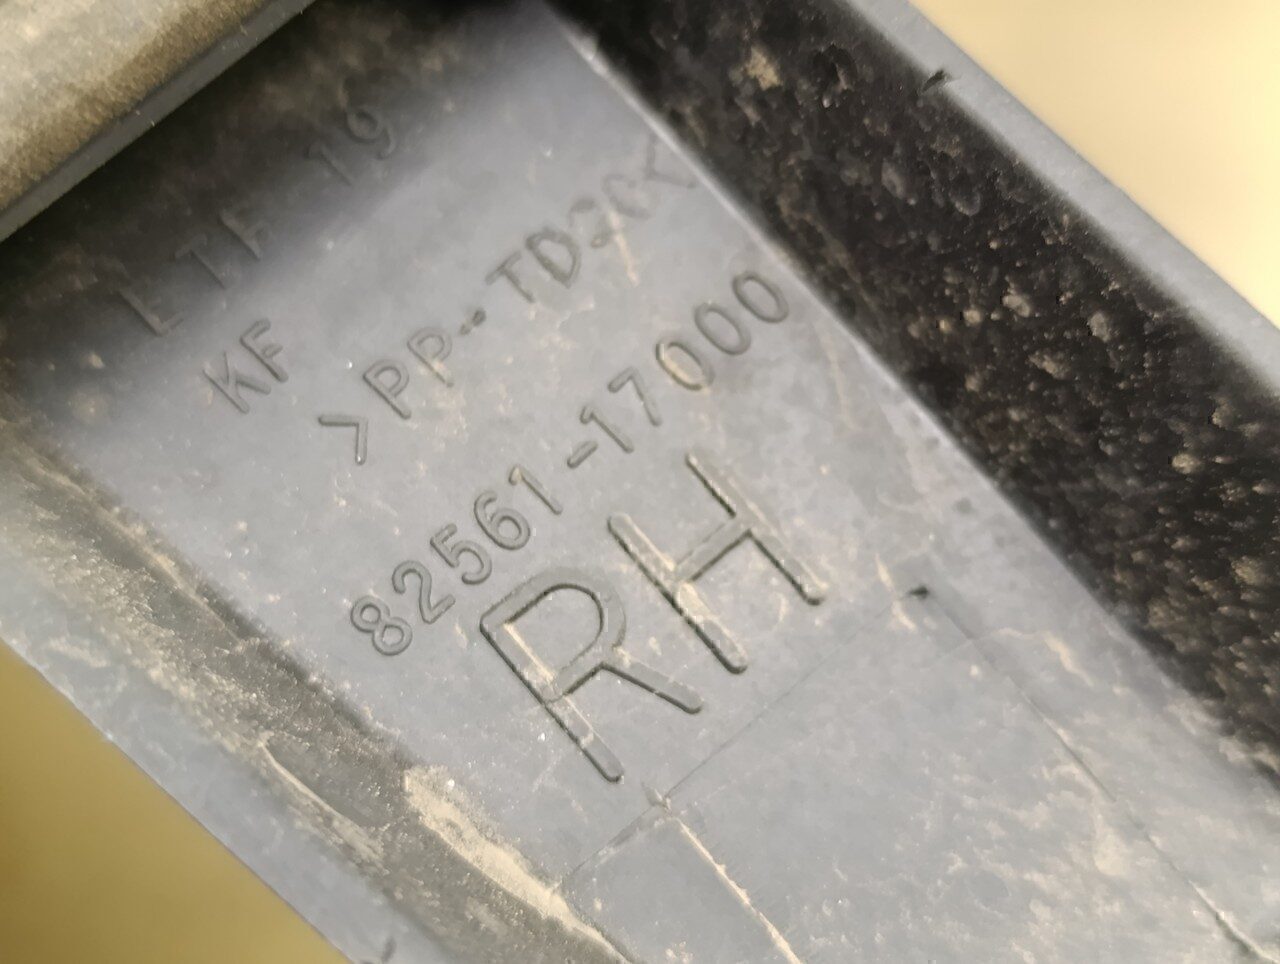 LTF 19
KF
>PP-TD20<
82561-17000
RH